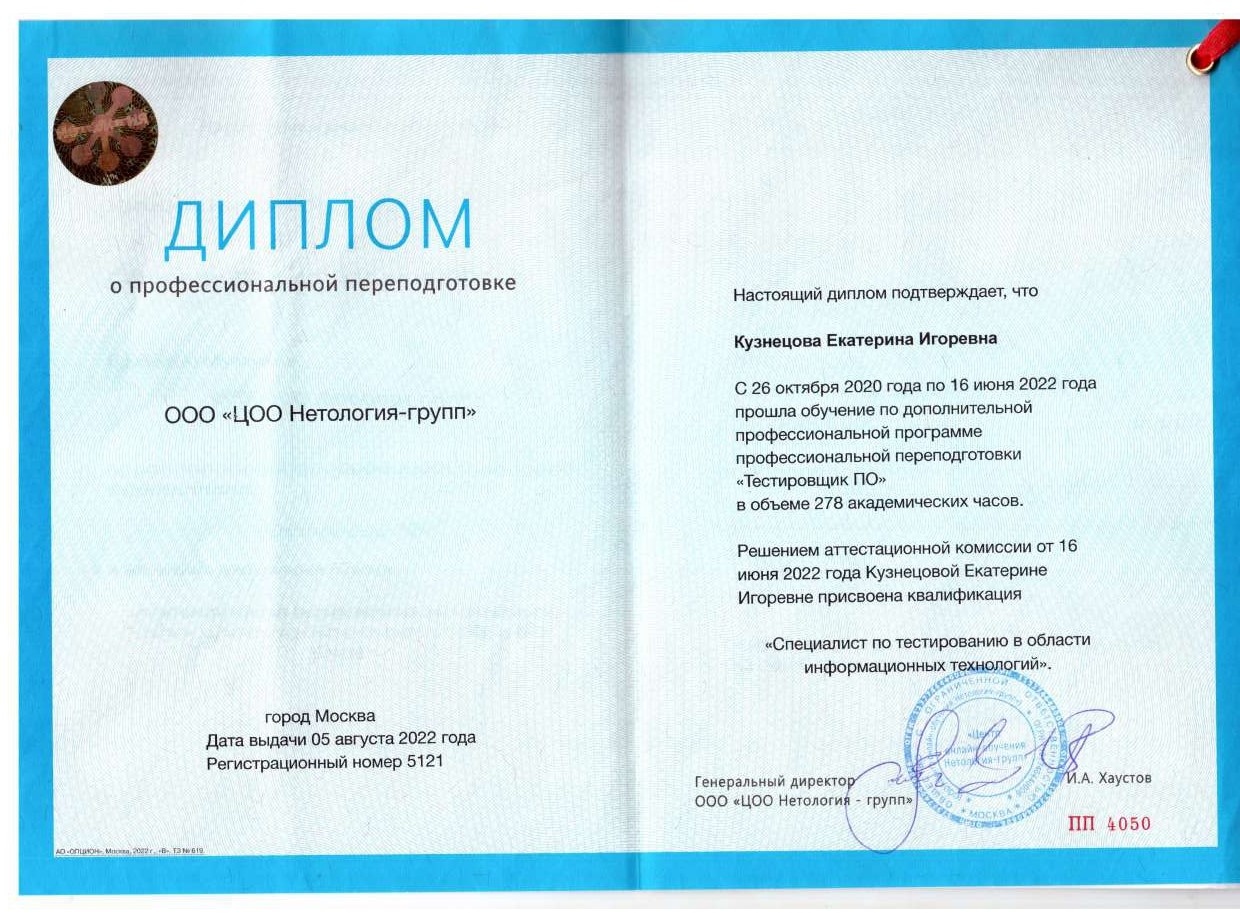 ДИПЛОМ
о профессиональной переподготовке
ООО «ЦОО Нетология-групп»
город Москва
Дата выдачи 05 августа 2022 года
Регистрационный номер 5121
АО «ОПЦИОН», Москва, 2022 г., «В». ТЗ № 619.
Настоящий диплом подтверждает, что
Кузнецова Екатерина Игоревна
С 26 октября 2020 года по 16 июня 2022 года
прошла обучение по дополнительной
профессиональной программе
профессиональной переподготовки
«Тестировщик ПО»
в объеме 278 академических часов.
Решением аттестационной комиссии от 16
июня 2022 года Кузнецовой Екатерине
Игоревне присвоена квалификация
«Специалист по тестированию в области
информационных технологий».
С ОГРАНИЧЕННОЙ ОТВЕТСТВЕННОСТЬЮ
«Центр
онлайн-обучения
Нетология-групп»
МОСКВА
Генеральный директор
ООО «ЦОО Нетология - групп»
И.А. Хаустов
ПП 4050